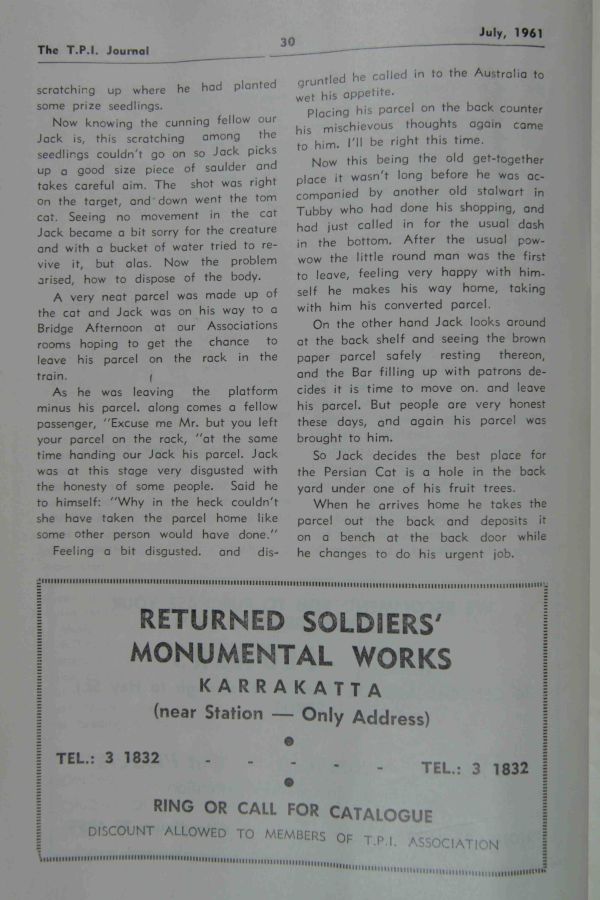 The T.P.I. Journal
30
July, 1961
scratching up where he had planted
some prize seedlings.
Now knowing the cunning fellow our
Jack is, this scratching among the
seedlings couldn't go on so Jack picks
up a good size piece of saulder and
takes careful aim. The shot was right
on the target, and down went the tom
cat. Seeing no movement in the cat
Jack became a bit sorry for the creature
and with a bucket of water tried to re-
vive it, but alas. Now the problem
arised, how to dispose of the body.
A very neat parcel was made up of
the cat and Jack was on his way to a
Bridge Afternoon at our Associations
rooms hoping to get the chance to
leave his parcel on the rack in the
train.
As he was leaving the platform
minus his parcel. along comes a fellow
passenger, "Excuse me Mr. but you left
your parcel on the rack, "at the same
time handing our Jack his parcel. Jack
was at this stage very disgusted with
the honesty of some people. Said he
to himself: "Why in the heck couldn't
she have taken the parcel home like
some other person would have done."
Feeling a bit disgusted. and dis-
gruntled he called in to the Australia to
wet his appetite.
Placing his parcel on the back counter
his mischievous thoughts again came
to him. I'll be right this time.
Now this being the old get-together
place it wasn't long before he was ac-
companied by another old stalwart in
Tubby who had done his shopping, and
had just called in for the usual dash
in the bottom. After the usual pow-
wow the little round man was the first
to leave, feeling very happy with him-
self he makes his way home, taking
with him his converted parcel.
On the other hand Jack looks around
at the back shelf and seeing the brown
paper parcel safely resting thereon,
and the Bar filling up with patrons de-
cides it is time to move on. and leave
his parcel. But people are very honest
these days, and again his parcel was
brought to him.
So Jack decides the best place for
the Persian Cat is a hole in the back
yard under one of his fruit trees.
When he arrives home he takes the
parcel out the back and deposits it
on a bench at the back door while
he changes to do his urgent job.
RETURNED SOLDIERS'
MONUMENTAL WORKS
KARRAKATTA
(near Station — Only Address)
TEL.: 3 1832 - - - - - TEL.: 3 1832
RING OR CALL FOR CATALOGUE
DISCOUNT ALLOWED TO MEMBERS OF T.P.I. ASSOCIATION